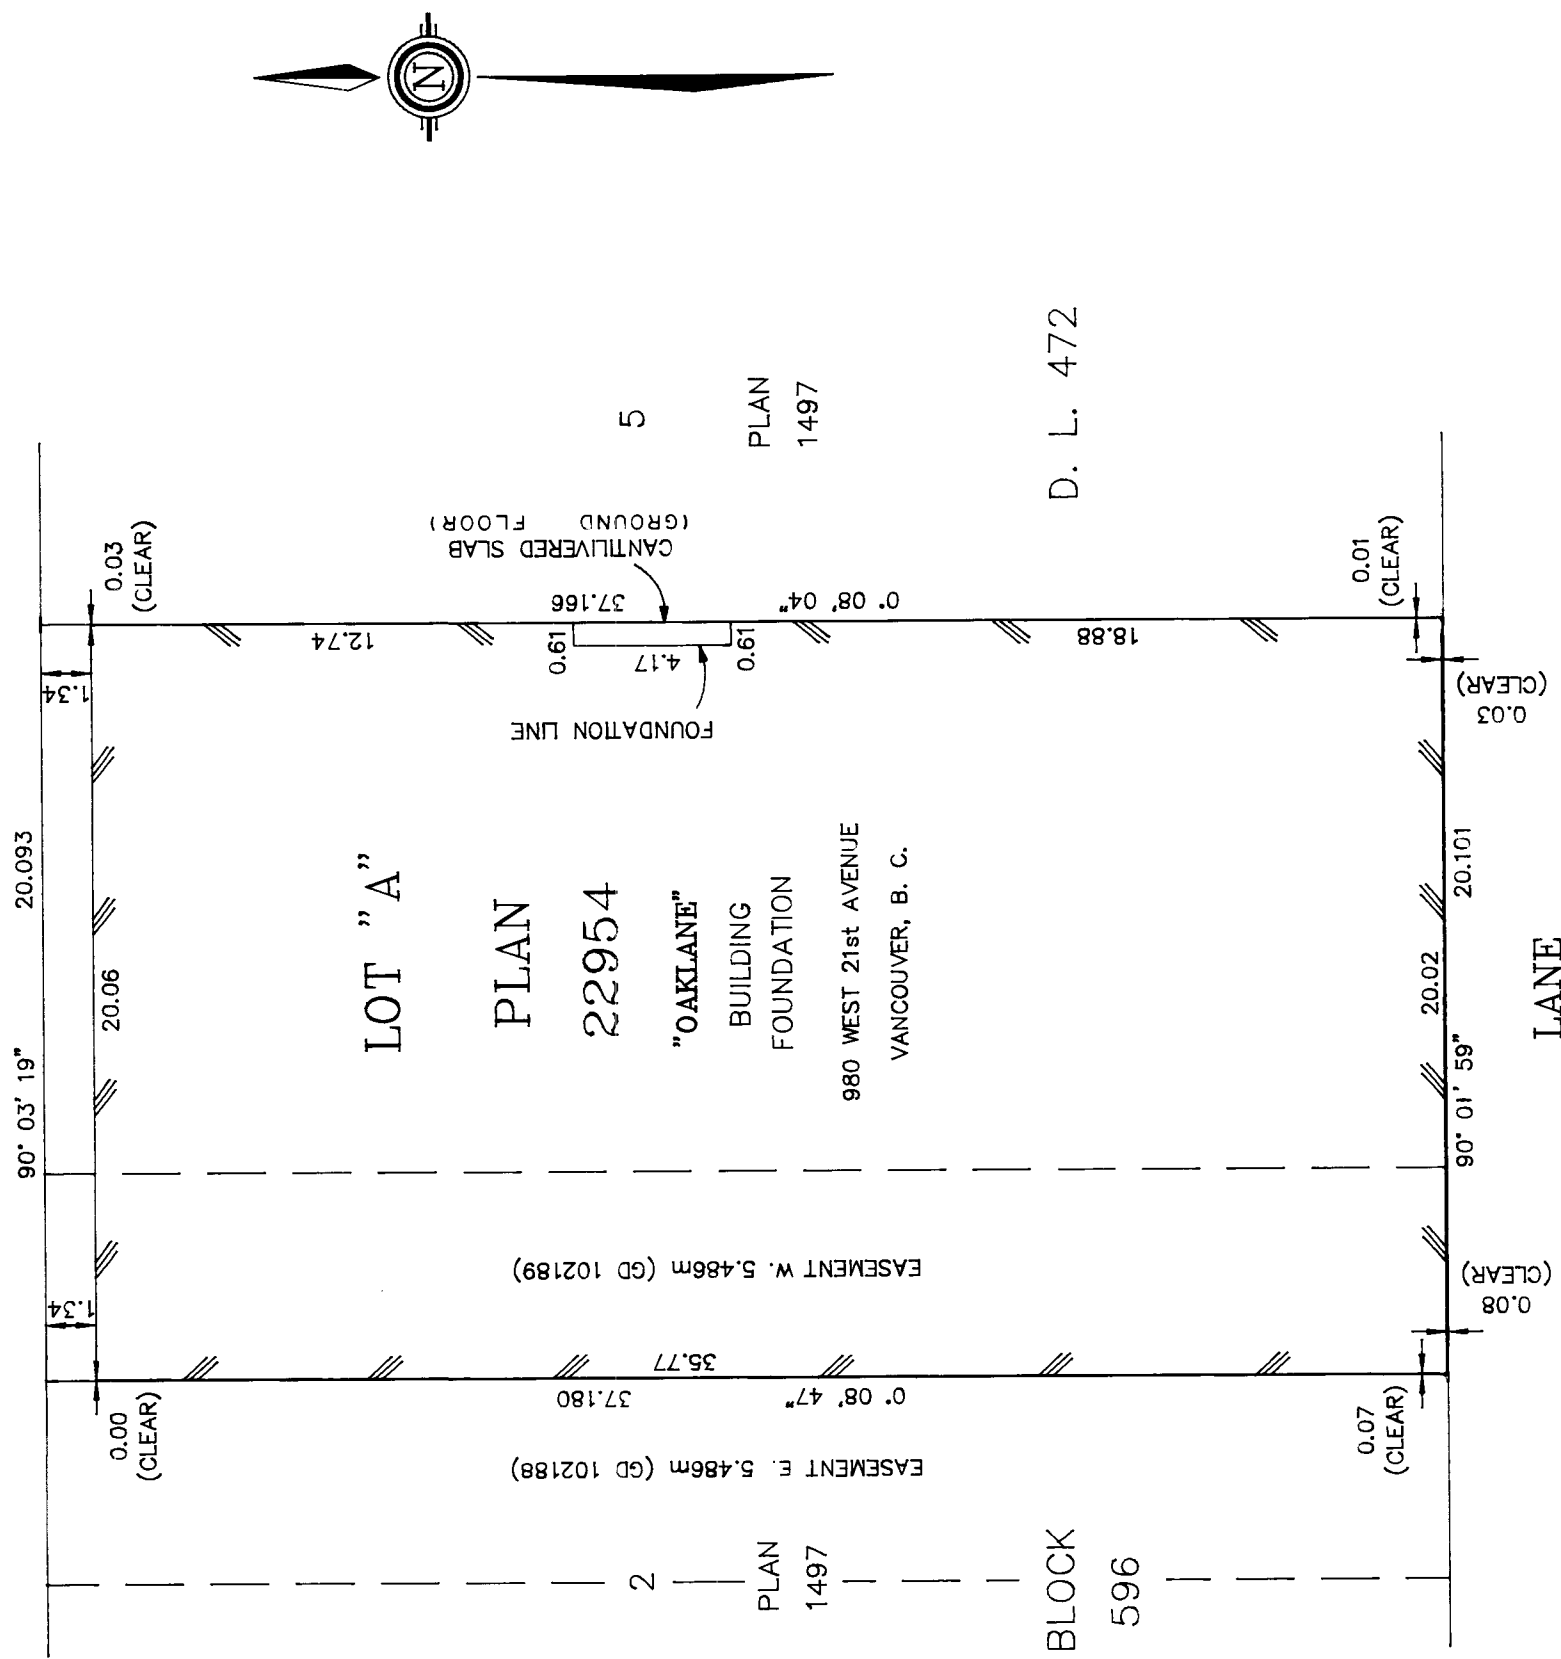 N
90° 03' 19"
20.093
1.34
1.34
0.00
(CLEAR)
20.06
0.03
(CLEAR)
LOT "A"
PLAN
22954
"OAKLANE"
BUILDING
FOUNDATION
980 WEST 21st AVENUE
VANCOUVER, B. C.
EASEMENT W. 5.486m (GD 102189)
35.77
37.180
0° 08' 47"
EASEMENT E. 5.486m (GD 102188)
2
PLAN
1497
BLOCK
596
12.74
37.166
0° 08' 04"
0.61
4.17
0.61
18.88
FOUNDATION LINE
CANTILIVERED SLAB
(GROUND FLOOR)
5
PLAN
1497
D. L. 472
0.07
(CLEAR)
0.08
(CLEAR)
20.02
90° 01' 59"
20.101
0.01
(CLEAR)
0.03
(CLEAR)
LANE